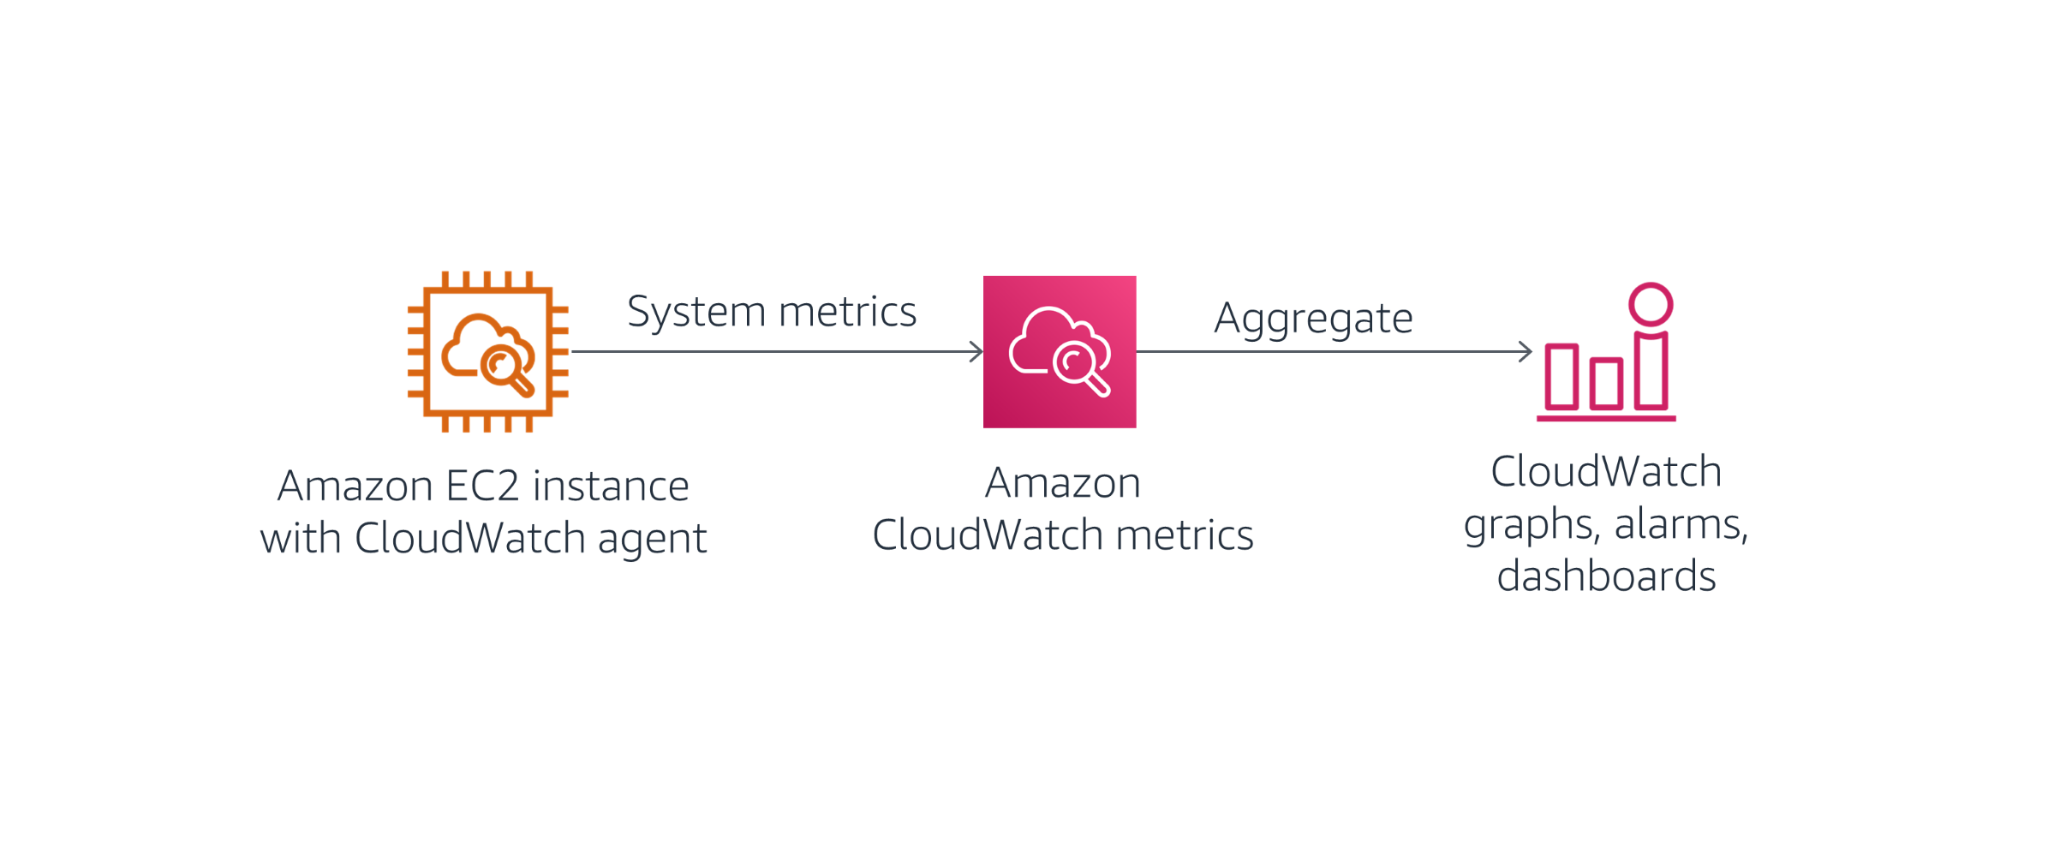 System metrics
Aggregate
Amazon EC2 instance
with CloudWatch agent
Amazon
CloudWatch metrics
CloudWatch
graphs, alarms,
dashboards